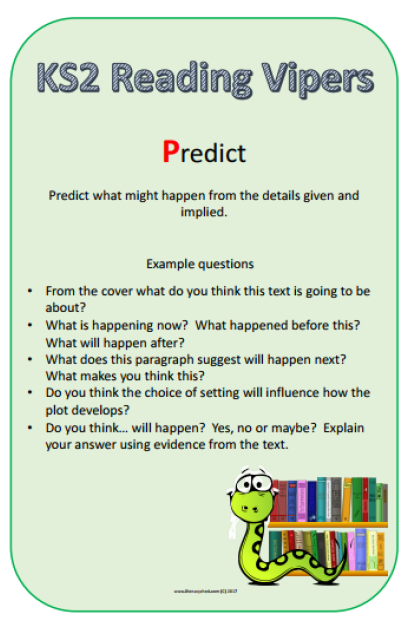 KS2 Reading Vipers
Predict
Predict what might happen from the details given and
implied.
Example questions
• From the cover what do you think this text is going to be
about?
• What is happening now?  What happened before this?
What will happen after?
• What does this paragraph suggest will happen next?
What makes you think this?
• Do you think the choice of setting will influence how the
plot develops?
• Do you think… will happen?  Yes, no or maybe?  Explain
your answer using evidence from the text.
www.literacyshed.com (C) 2017